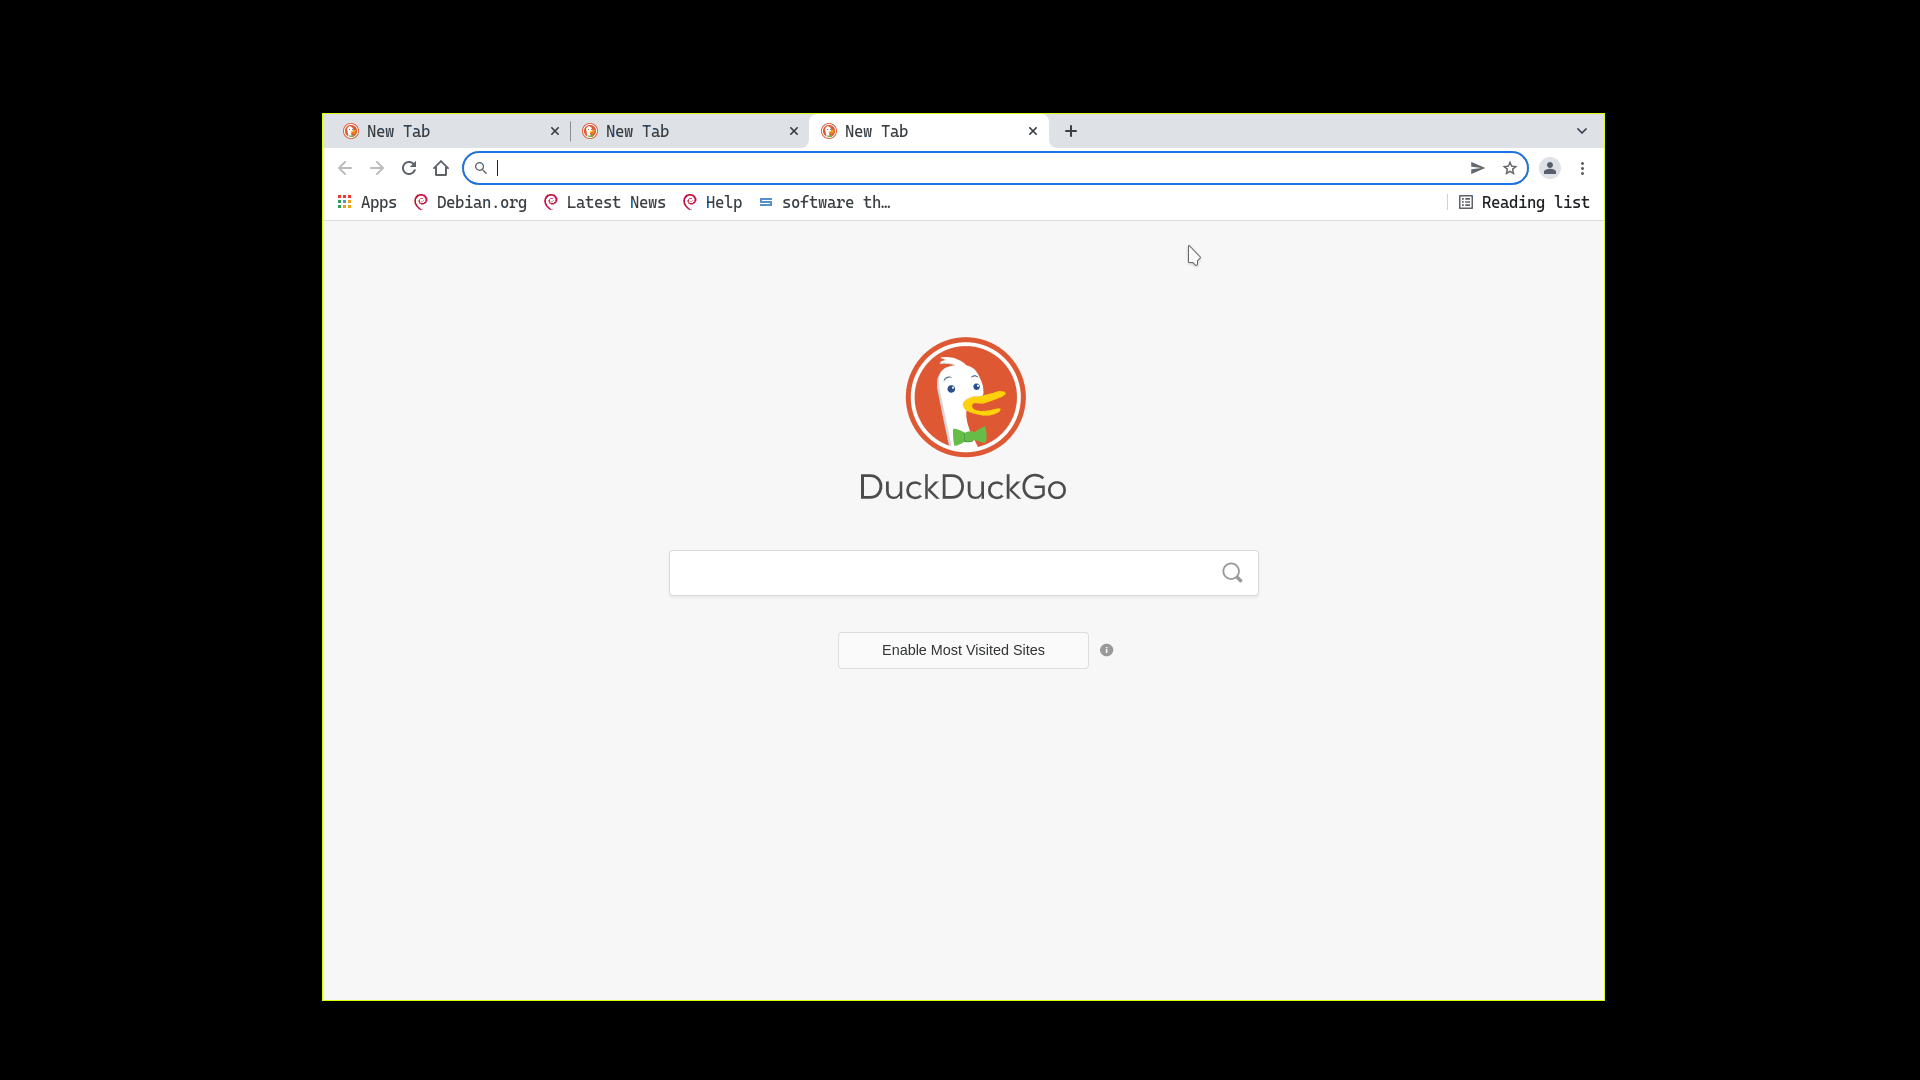 New Tab New Tab New Tab
Apps Debian.org Latest News Help software th… Reading list
DuckDuckGo
Enable Most Visited Sites